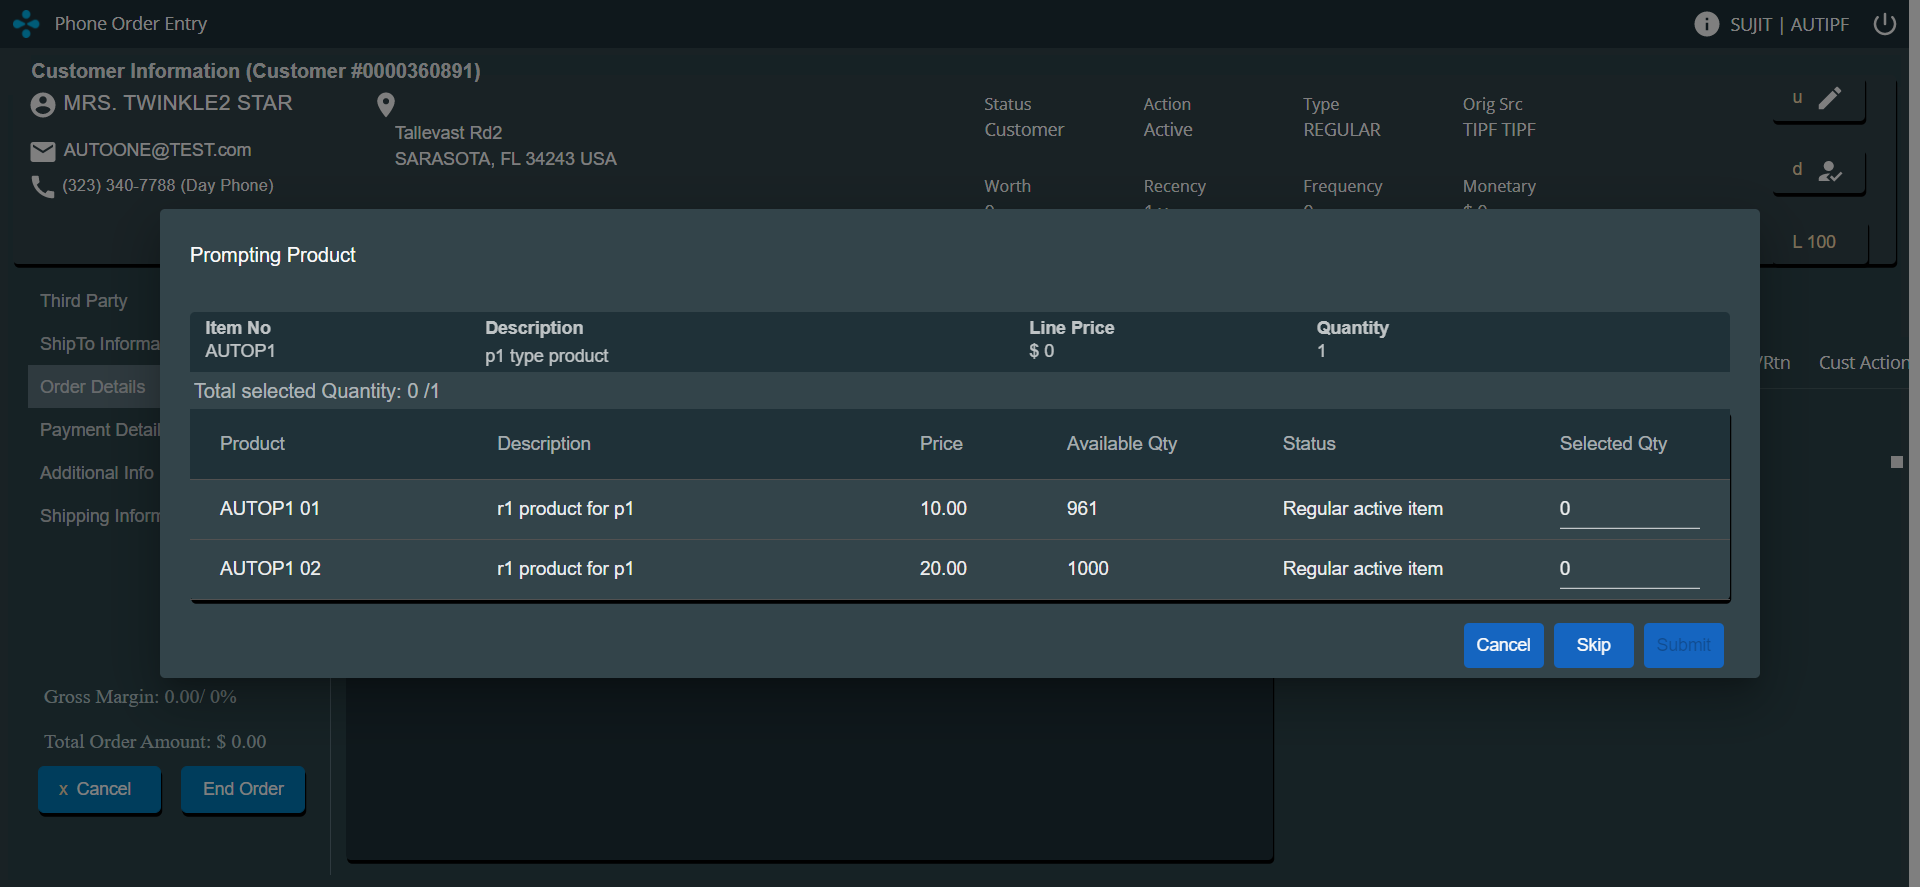 Phone Order Entry
SUJIT | AUTIPF
Customer Information (Customer #0000360891)
MRS. TWINKLE2 STAR
AUTOONE@TEST.com
(323) 340-7788 (Day Phone)
Tallevast Rd2
SARASOTA, FL 34243 USA
Status
Customer
Action
Active
Type
REGULAR
Orig Src
TIPF TIPF
Worth
Recency
Frequency
Monetary
u
d
L 100
Third Party
ShipTo Informa
Order Details
Payment Detail
Additional Info
Shipping Inform
/Rtn Cust Action
Prompting Product
Item No Description Line Price Quantity
AUTOP1 p1 type product $ 0 1
Total selected Quantity: 0 /1
Product Description Price Available Qty Status Selected Qty
AUTOP1 01 r1 product for p1 10.00 961 Regular active item 0
AUTOP1 02 r1 product for p1 20.00 1000 Regular active item 0
Cancel Skip Submit
Gross Margin: 0.00/ 0%
Total Order Amount: $ 0.00
x Cancel End Order